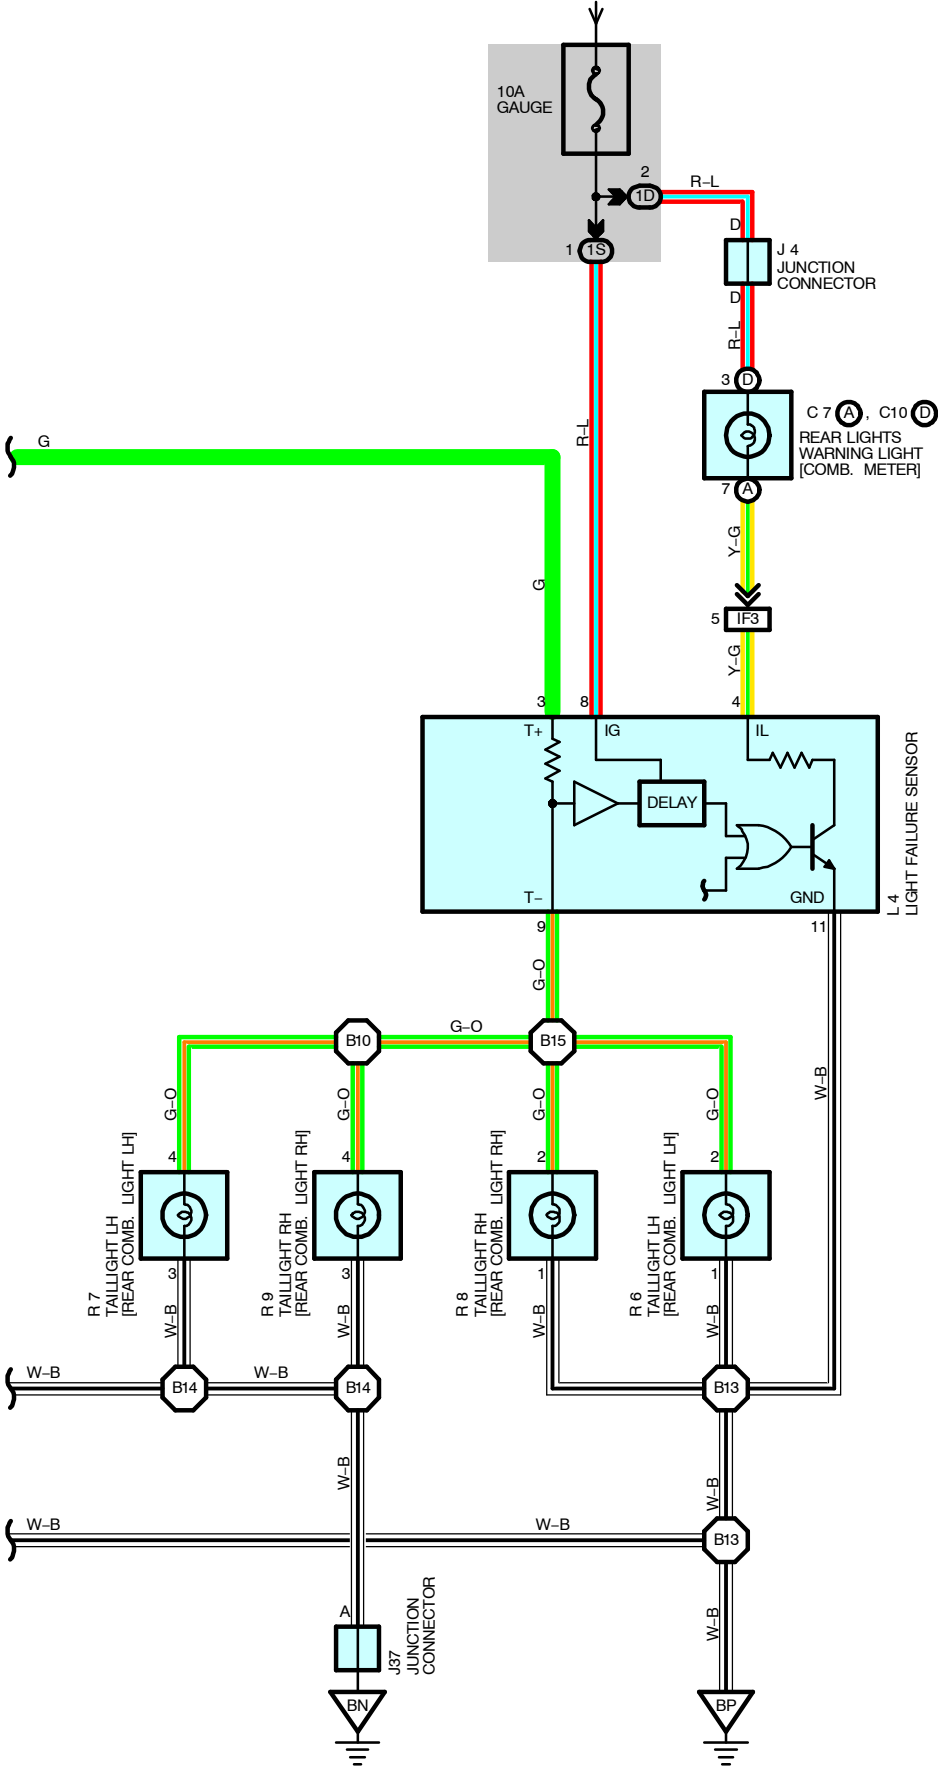 10A
GAUGE
2
1D
R-L
1
1S
D
J 4
JUNCTION
CONNECTOR
D
R-L
3
D
C 7 A , C10 D
REAR LIGHTS
WARNING LIGHT
[COMB. METER]
7
A
G
R-L
Y-G
G
5
IF3
Y-G
3
8
4
T+
IG
IL
DELAY
T-
GND
L 4
LIGHT FAILURE SENSOR
9
11
G-O
B10
G-O
B15
W-B
G-O
G-O
G-O
G-O
4
4
2
2
R 7
TAILLIGHT LH
[REAR COMB. LIGHT LH]
R 9
TAILLIGHT RH
[REAR COMB. LIGHT RH]
R 8
TAILLIGHT RH
[REAR COMB. LIGHT RH]
R 6
TAILLIGHT LH
[REAR COMB. LIGHT LH]
3
3
1
1
W-B
W-B
W-B
W-B
W-B
B14
W-B
B14
B13
W-B
W-B
W-B
W-B
B13
A
J37
JUNCTION
CONNECTOR
W-B
BN
BP